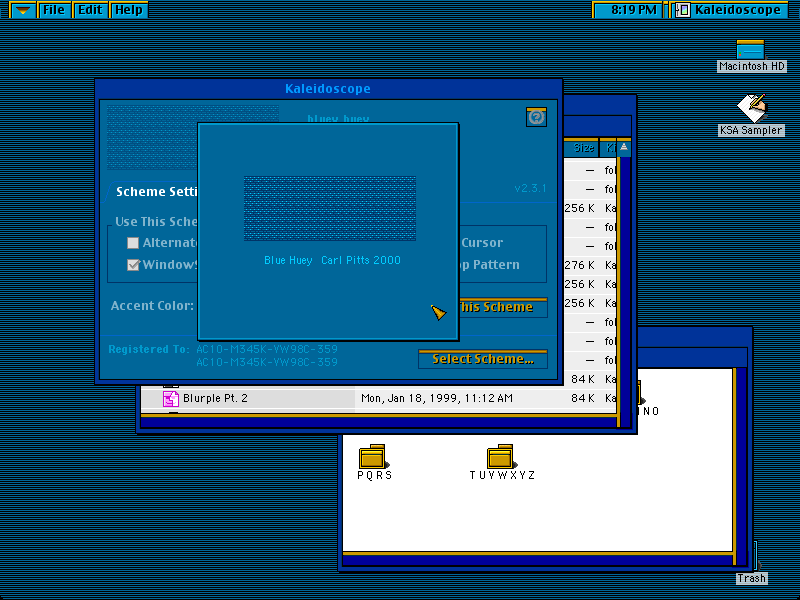 File Edit Help
8:19 PM Kaleidoscope
Macintosh HD
KSA Sampler
Kaleidoscope
bluey huey
Size
v2.3.1
Scheme Setti
Use This Sche
Alternat
Cursor
Windows
op Pattern
Accent Color:
his Scheme
Registered To: AC10-M345K-YW98C-359
AC10-M345K-YW98C-359
Select Scheme...
Blue Huey Carl Pitts 2000
— fol
— fol
256 K Ka
— fol
— fol
276 K Ka
256 K Ka
256 K Ka
— fol
— fol
— fol
84 K Ka
Blurple Pt. 2 Mon, Jan 18, 1999, 11:12 AM 84 K Ka
PQRS
TUVWXYZ
Trash